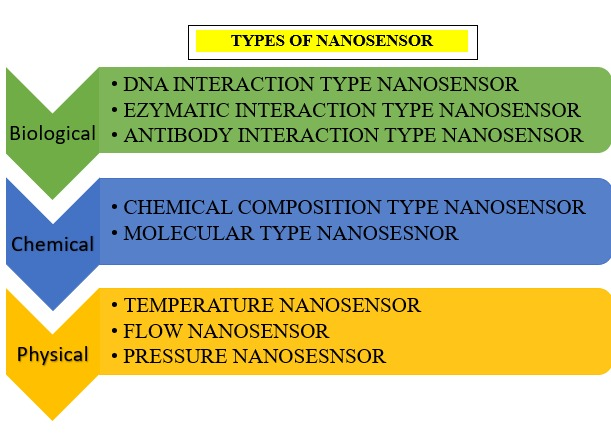 TYPES OF NANOSENSOR
Biological
• DNA INTERACTION TYPE NANOSENSOR
• EZYMATIC INTERACTION TYPE NANOSENSOR
• ANTIBODY INTERACTION TYPE NANOSENSOR
Chemical
• CHEMICAL COMPOSITION TYPE NANOSENSOR
• MOLECULAR TYPE NANOSESNOR
Physical
• TEMPERATURE NANOSENSOR
• FLOW NANOSENSOR
• PRESSURE NANOSESNSOR